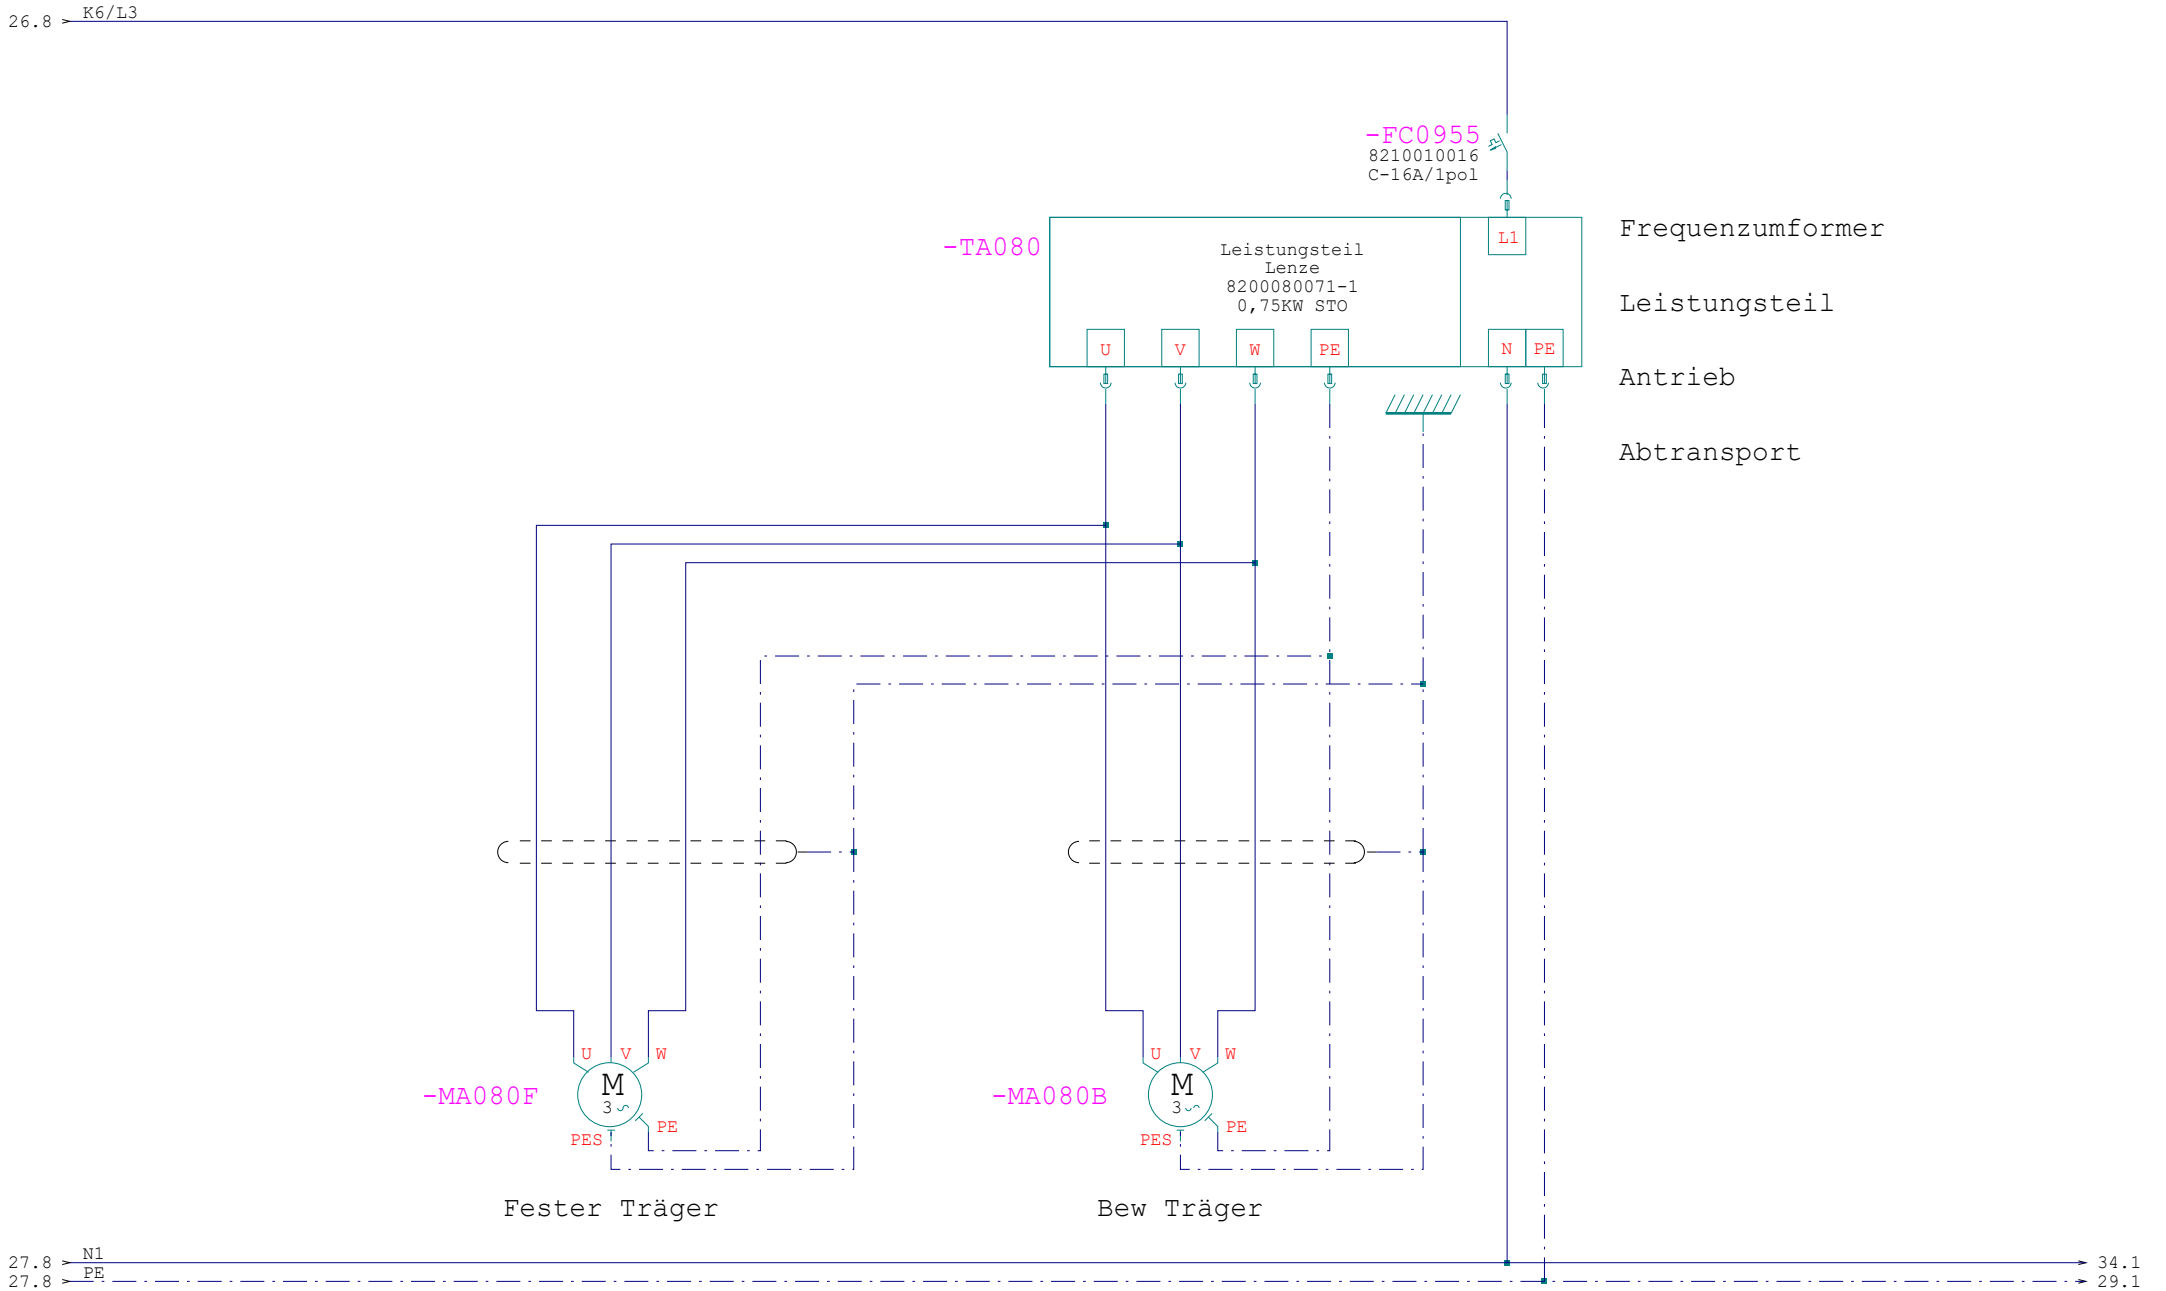 26.8
K6/L3
-FC0955
8210010016
C-16A/1pol
-TA080
Leistungsteil
Lenze
8200080071-1
0,75KW STO
L1
U V W PE N PE
Frequenzumformer
Leistungsteil
Antrieb
Abtransport
U V W
-MA080F
M
3
PES
PE
Fester Träger
U V W
-MA080B
M
3
PES
PE
Bew Träger
27.8 N1 34.1
27.8 PE 29.1